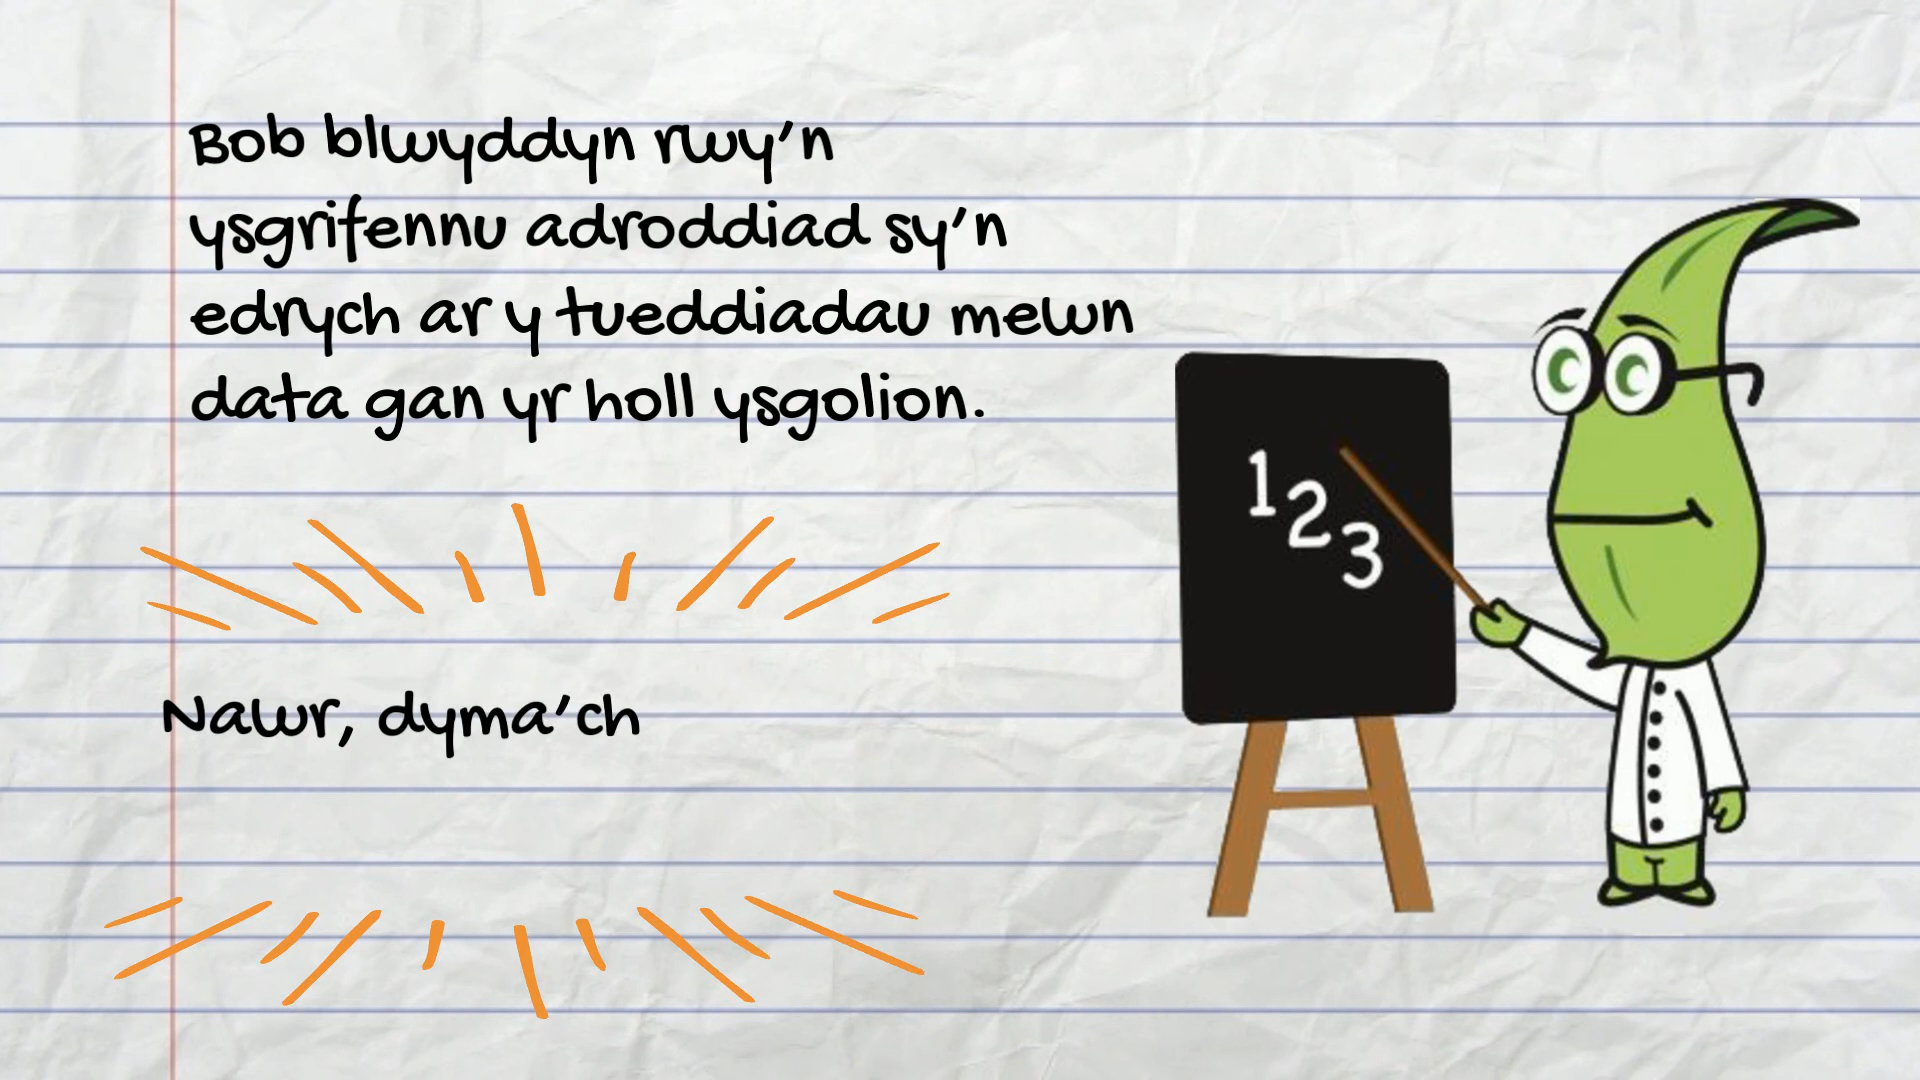 Bob blwyddyn rwy'n
ysgrifennu adroddiad sy'n
edrych ar y tueddiadau mewn
data gan yr holl ysgolion.
1
2
3
Nawr, dyma'ch